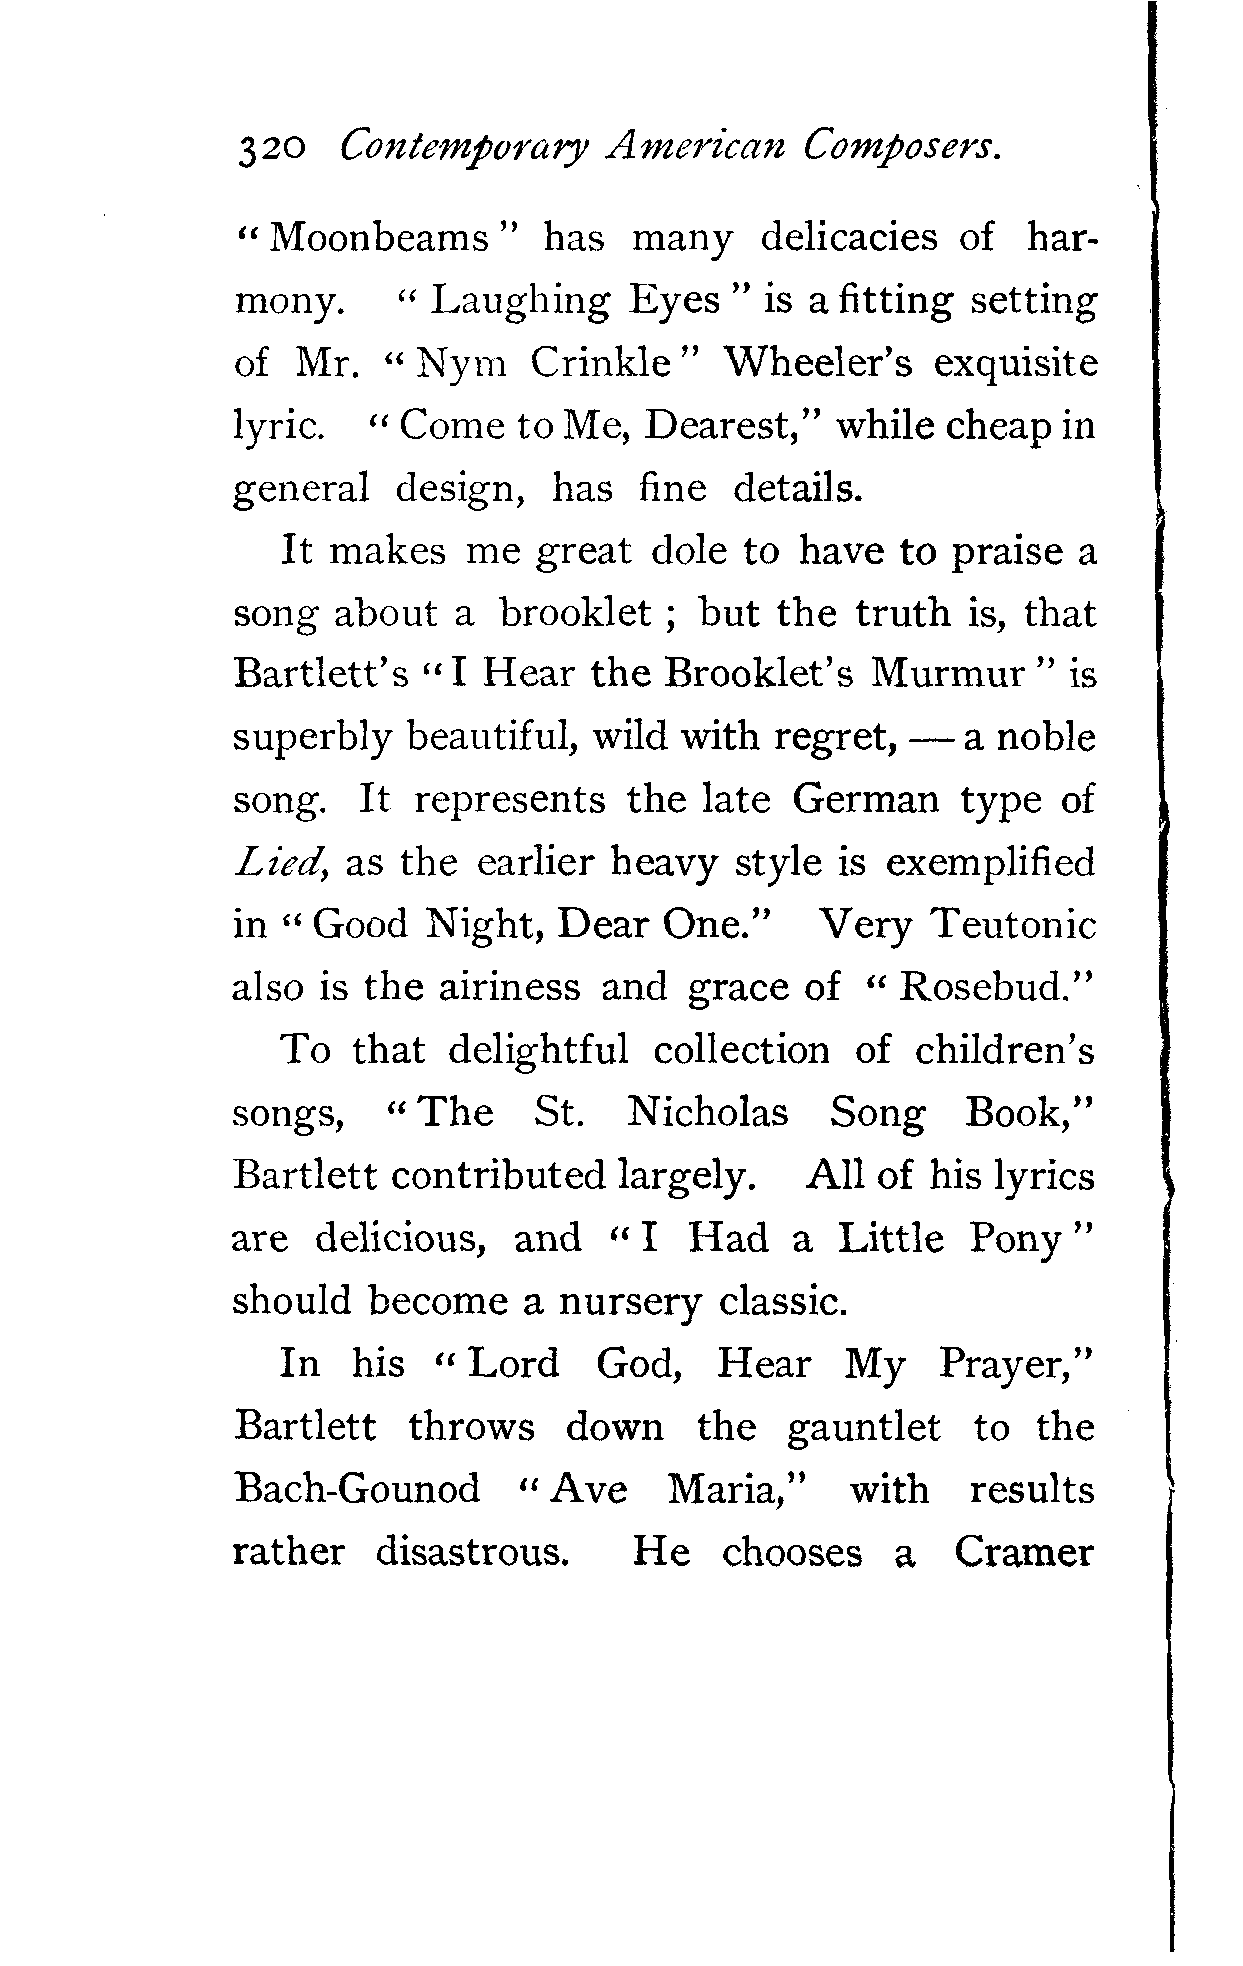 320 Contemporary American Composers.
“ Moonbeams ” has many delicacies of har-
mony. “ Laughing Eyes ” is a fitting setting
of Mr. “ Nym Crinkle ” Wheeler's exquisite
lyric. “ Come to Me, Dearest,” while cheap in
general design, has fine details.
It makes me great dole to have to praise a
song about a brooklet ; but the truth is, that
Bartlett's “ I Hear the Brooklet's Murmur ” is
superbly beautiful, wild with regret, — a noble
song. It represents the late German type of
Lied, as the earlier heavy style is exemplified
in “ Good Night, Dear One.” Very Teutonic
also is the airiness and grace of “ Rosebud.”
To that delightful collection of children's
songs, “ The St. Nicholas Song Book,”
Bartlett contributed largely. All of his lyrics
are delicious, and “ I Had a Little Pony ”
should become a nursery classic.
In his “ Lord God, Hear My Prayer,”
Bartlett throws down the gauntlet to the
Bach-Gounod “ Ave Maria,” with results
rather disastrous. He chooses a Cramer